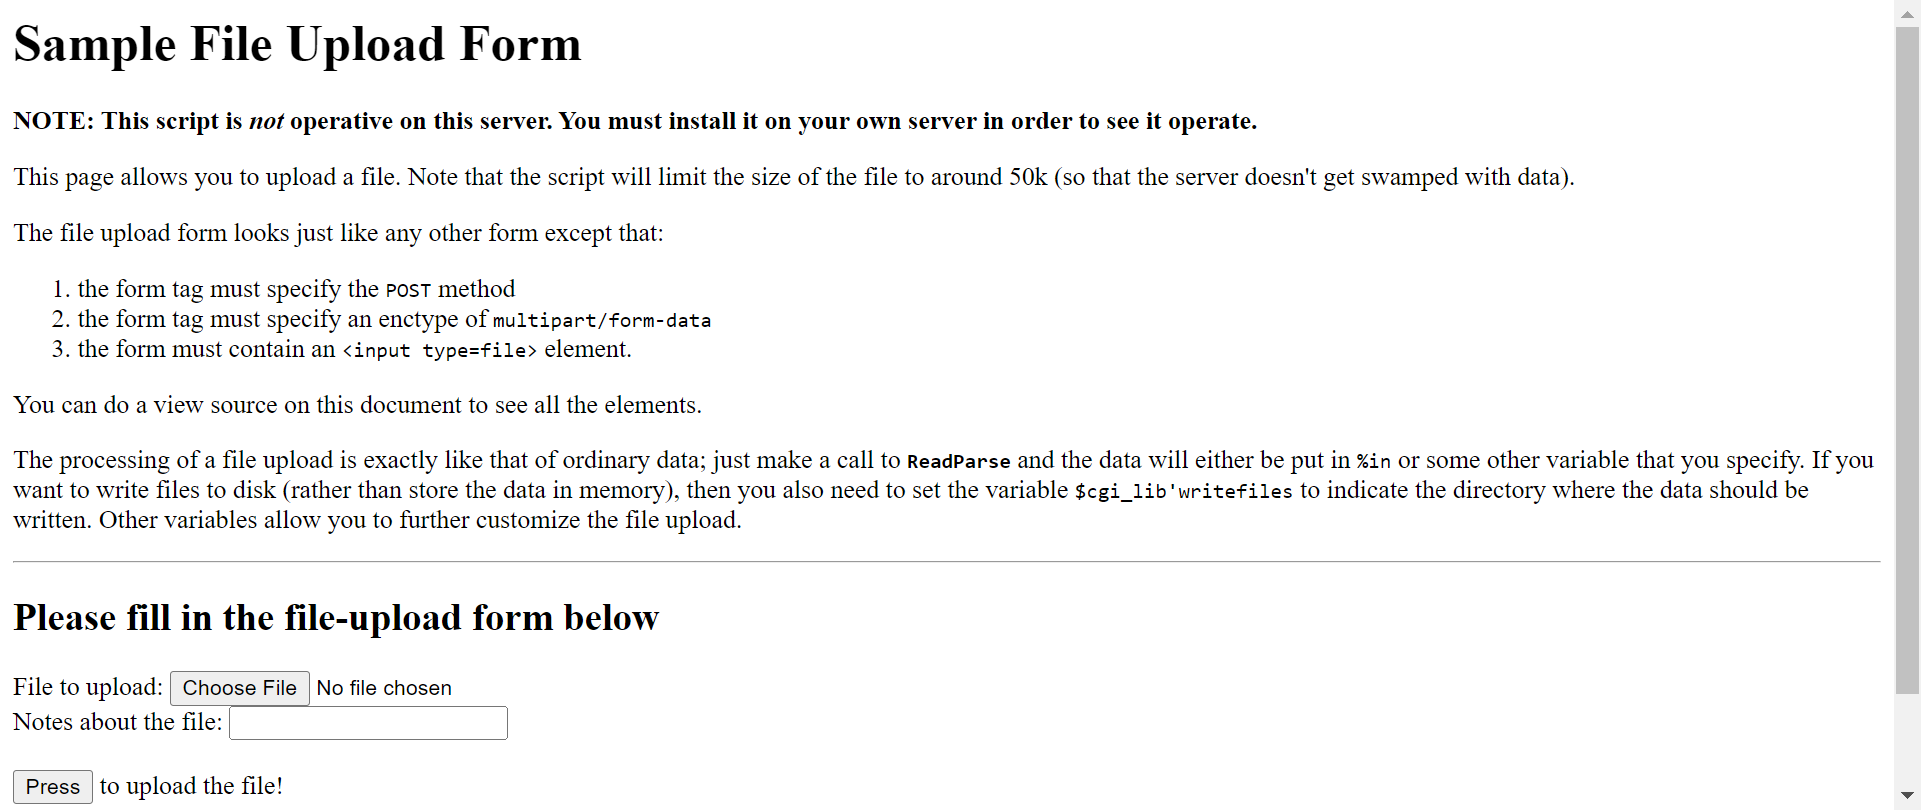 Sample File Upload Form
NOTE: This script is not operative on this server. You must install it on your own server in order to see it operate.
This page allows you to upload a file. Note that the script will limit the size of the file to around 50k (so that the server doesn't get swamped with data).
The file upload form looks just like any other form except that:
1. the form tag must specify the POST method
2. the form tag must specify an enctype of multipart/form-data
3. the form must contain an <input type=file> element.
You can do a view source on this document to see all the elements.
The processing of a file upload is exactly like that of ordinary data; just make a call to ReadParse and the data will either be put in %in or some other variable that you specify. If you
want to write files to disk (rather than store the data in memory), then you also need to set the variable $cgi_lib'writefiles to indicate the directory where the data should be
written. Other variables allow you to further customize the file upload.
Please fill in the file-upload form below
File to upload: Choose File No file chosen
Notes about the file:
Press to upload the file!